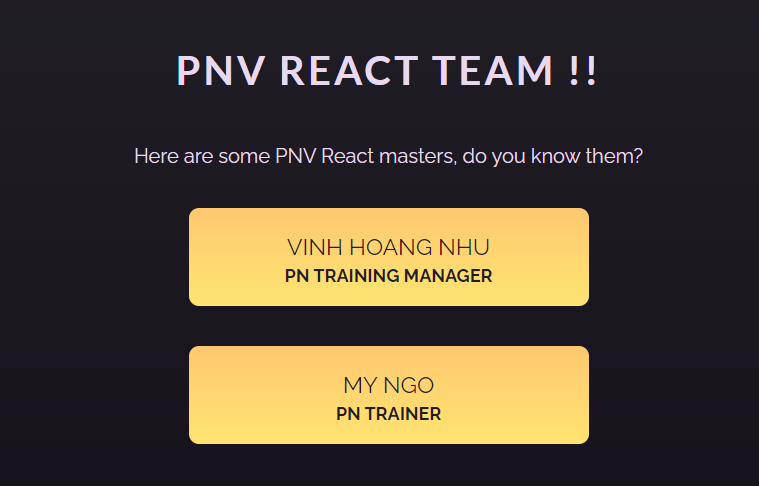 PNV REACT TEAM !!
Here are some PNV React masters, do you know them?
VINH HOANG NHU
PN TRAINING MANAGER
MY NGO
PN TRAINER